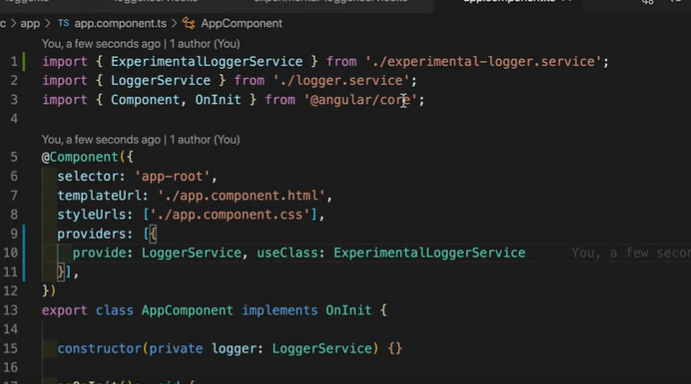 app.component.ts
app > TS app.component.ts > AppComponent
You, a few seconds ago | 1 author (You)
1 import { ExperimentalLoggerService } from './experimental-logger.service';
2 import { LoggerService } from './logger.service';
3 import { Component, OnInit } from '@angular/core';
4
You, a few seconds ago | 1 author (You)
5 @Component({
6 selector: 'app-root',
7 templateUrl: './app.component.html',
8 styleUrls: ['./app.component.css'],
9 providers: [{
10 provide: LoggerService, useClass: ExperimentalLoggerService You, a few
11 }],
12 })
13 export class AppComponent implements OnInit {
14
15 constructor(private logger: LoggerService) {}
16